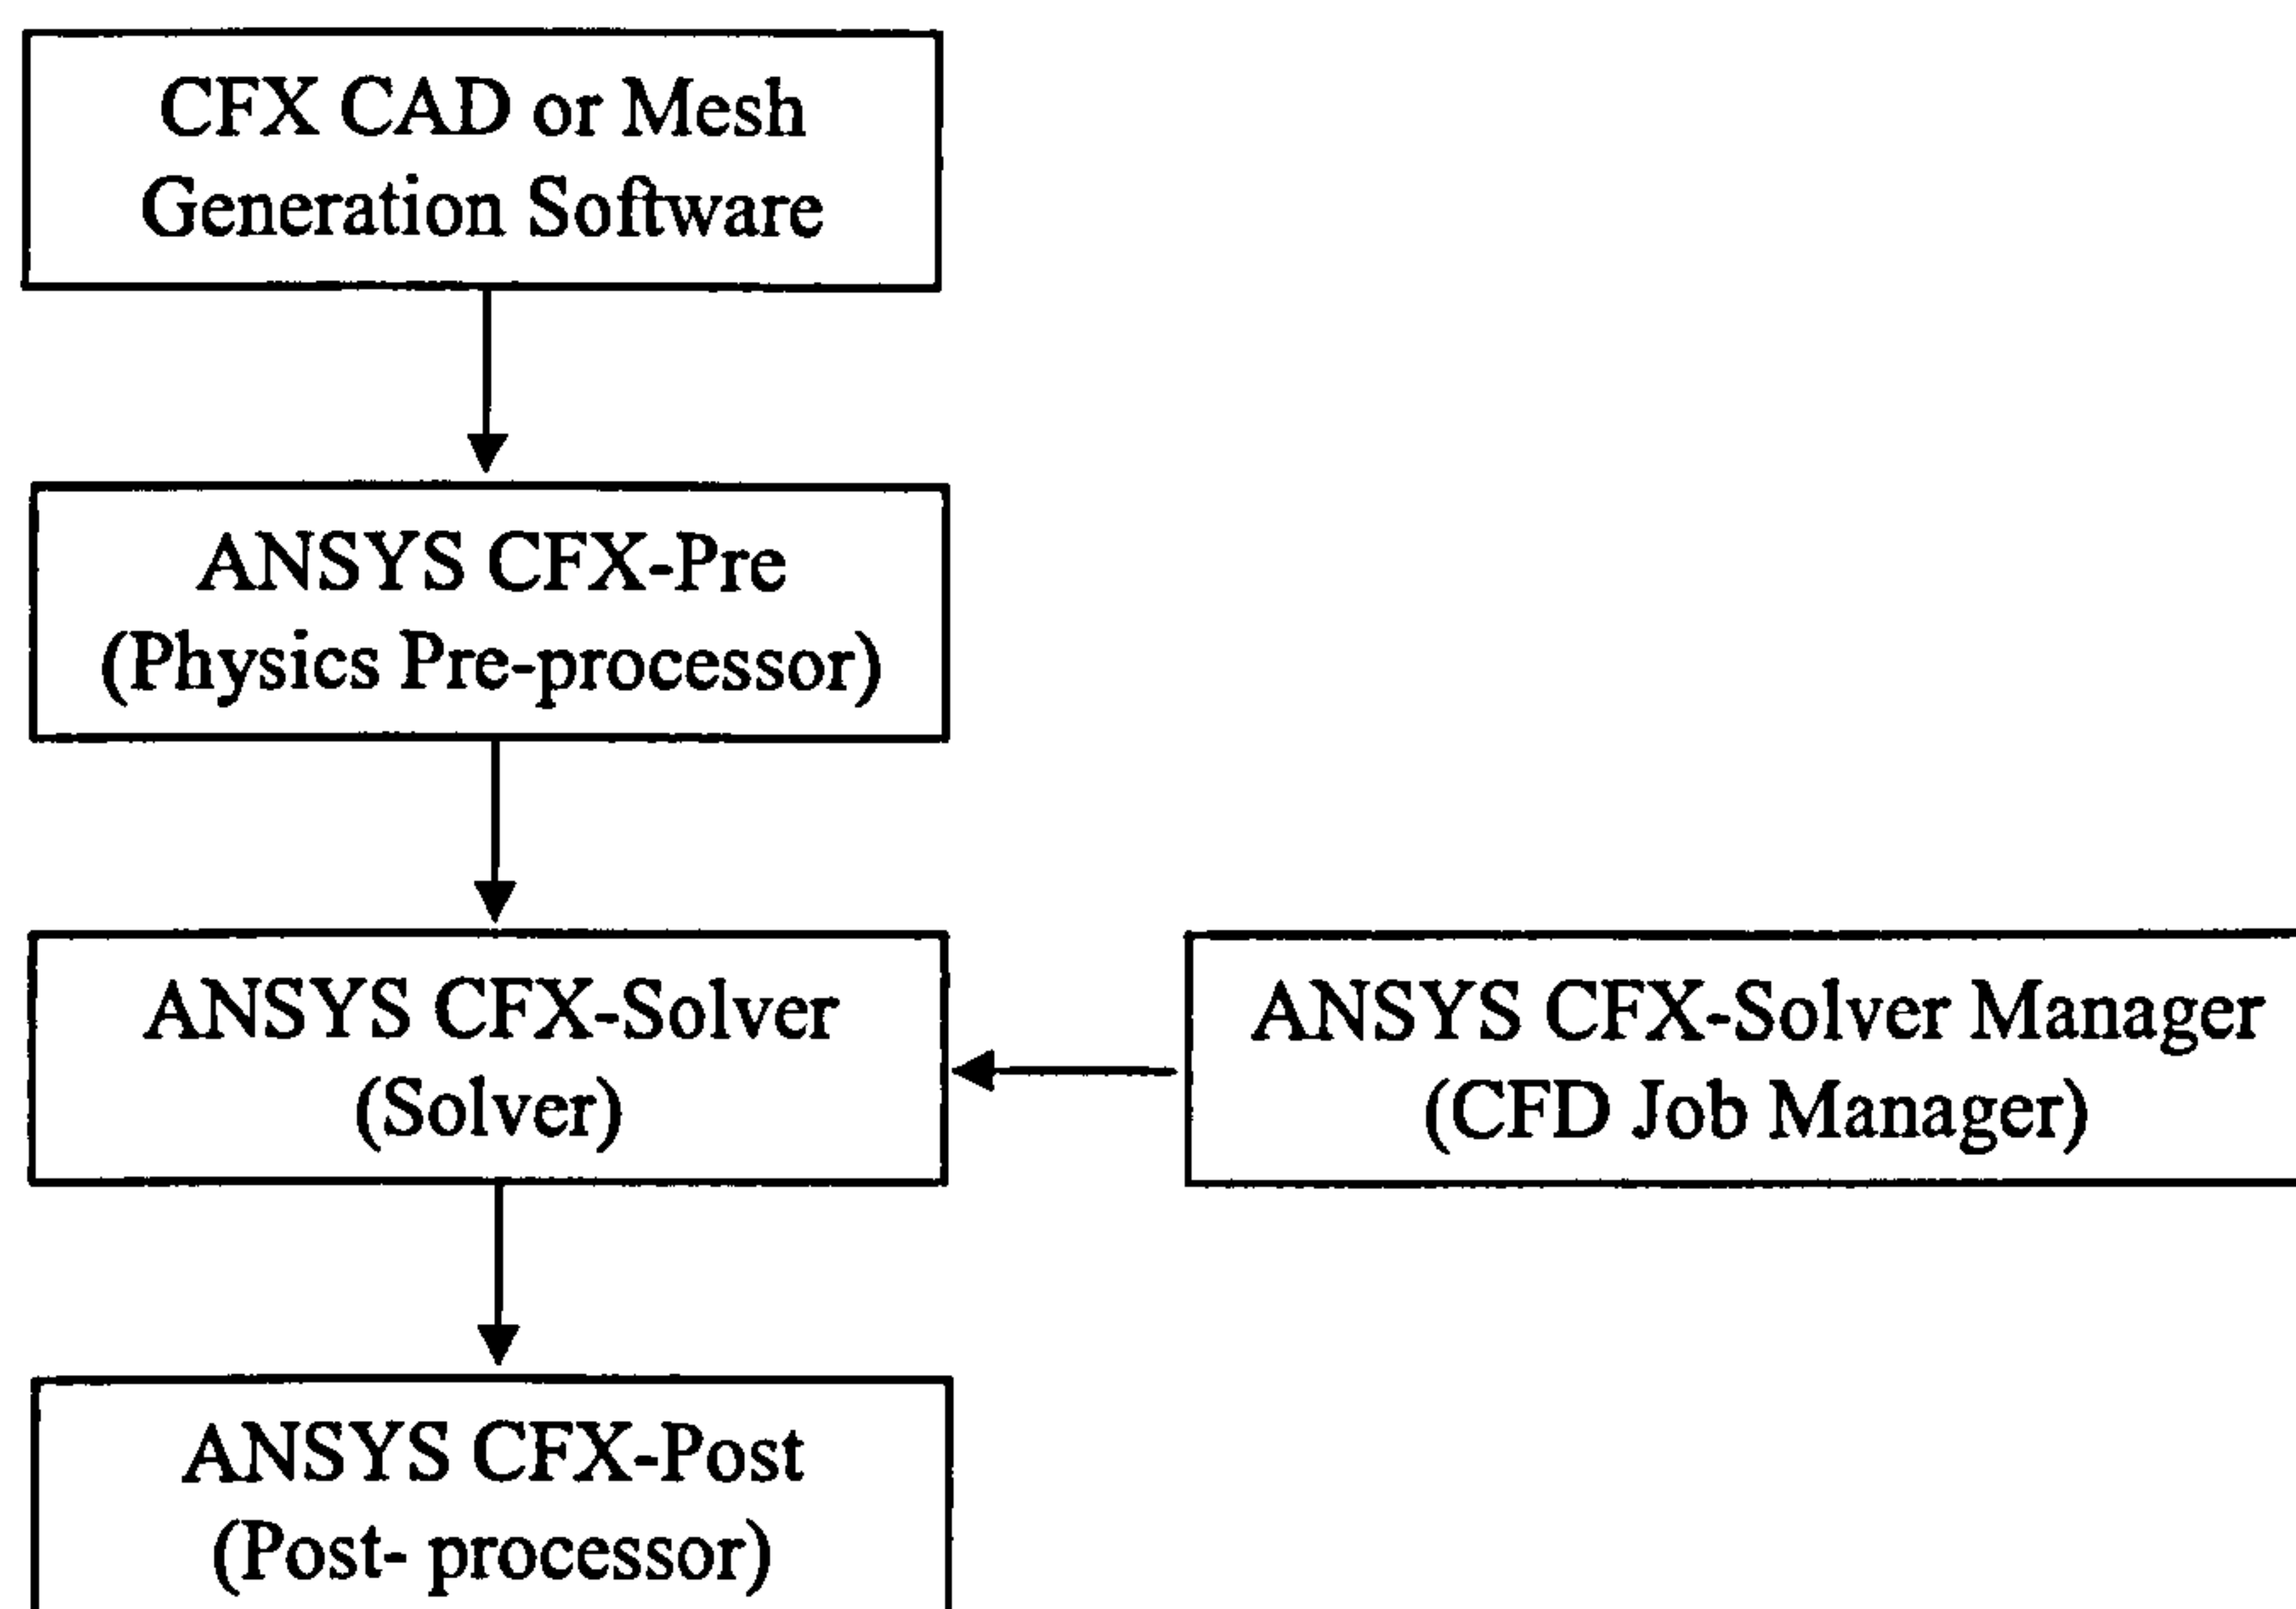 CFX CAD or Mesh
Generation Software
ANSYS CFX-Pre
(Physics Pre-processor)
ANSYS CFX-Solver
(Solver)
ANSYS CFX-Solver Manager
(CFD Job Manager)
ANSYS CFX-Post
(Post- processor)